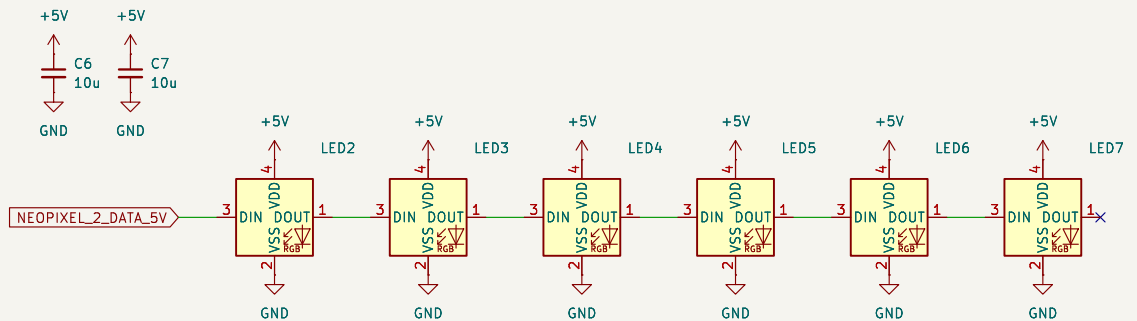 +5V +5V
C6 C7
10u 10u
GND GND
+5V +5V +5V +5V +5V +5V
LED2 LED3 LED4 LED5 LED6 LED7
4 4 4 4 4 4
VDD VDD VDD VDD VDD VDD
NEOPIXEL_2_DATA_5V 3 DIN DOUT 1 3 DIN DOUT 1 3 DIN DOUT 1 3 DIN DOUT 1 3 DIN DOUT 1 3 DIN DOUT 1
VSS RGB VSS RGB VSS RGB VSS RGB VSS RGB VSS RGB
2 2 2 2 2 2
GND GND GND GND GND GND